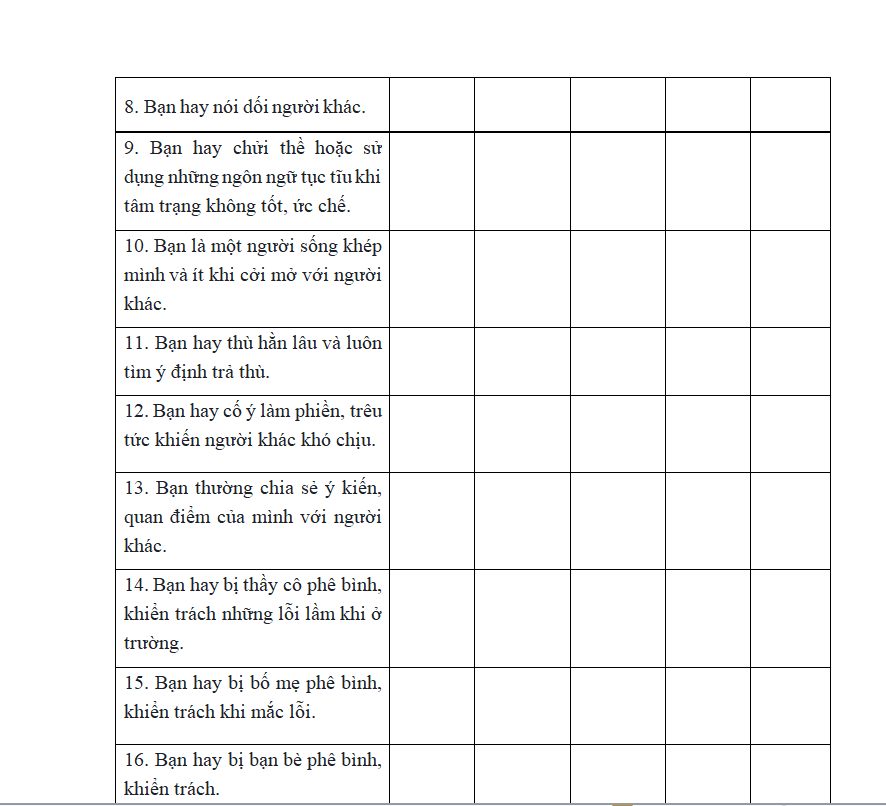 8. Bạn hay nói dối người khác.
9. Bạn hay chửi thề hoặc sử
dụng những ngôn ngữ tục tĩu khi
tâm trạng không tốt, ức chế.
10. Bạn là một người sống khép
mình và ít khi cởi mở với người
khác.
11. Bạn hay thù hằn lâu và luôn
tìm ý định trả thù.
12. Bạn hay cố ý làm phiền, trêu
tức khiến người khác khó chịu.
13. Bạn thường chia sẻ ý kiến,
quan điểm của mình với người
khác.
14. Bạn hay bị thầy cô phê bình,
khiển trách những lỗi lầm khi ở
trường.
15. Bạn hay bị bố mẹ phê bình,
khiển trách khi mắc lỗi.
16. Bạn hay bị bạn bè phê bình,
khiển trách.